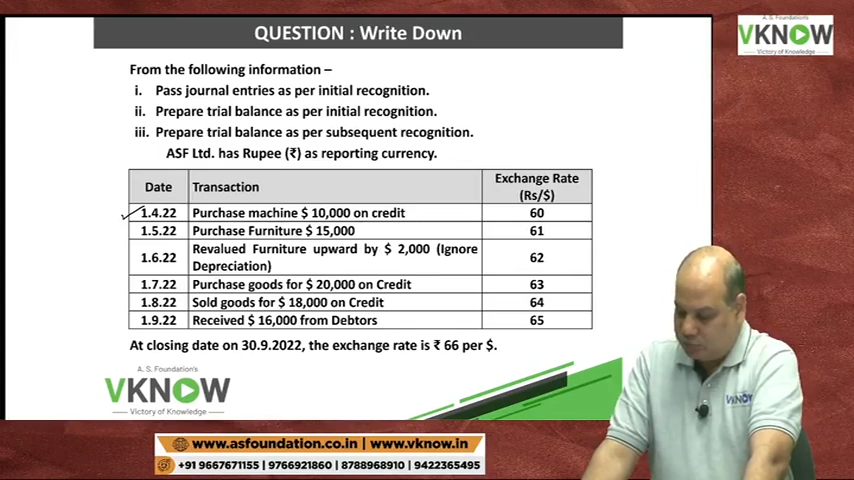 QUESTION : Write Down
A. S. Foundation's
VKNOW
Victory of Knowledge
From the following information –
i. Pass journal entries as per initial recognition.
ii. Prepare trial balance as per initial recognition.
iii. Prepare trial balance as per subsequent recognition.
ASF Ltd. has Rupee (₹) as reporting currency.
Date Transaction Exchange Rate (Rs/$)
1.4.22 Purchase machine $ 10,000 on credit 60
1.5.22 Purchase Furniture $ 15,000 61
1.6.22 Revalued Furniture upward by $ 2,000 (Ignore Depreciation) 62
1.7.22 Purchase goods for $ 20,000 on Credit 63
1.8.22 Sold goods for $ 18,000 on Credit 64
1.9.22 Received $ 16,000 from Debtors 65
At closing date on 30.9.2022, the exchange rate is ₹ 66 per $.
A. S. Foundation's
VKNOW
Victory of Knowledge
VKNOW
www.asfoundation.co.in | www.vknow.in
+91 9667671155 | 9766921860 | 8788968910 | 9422365495